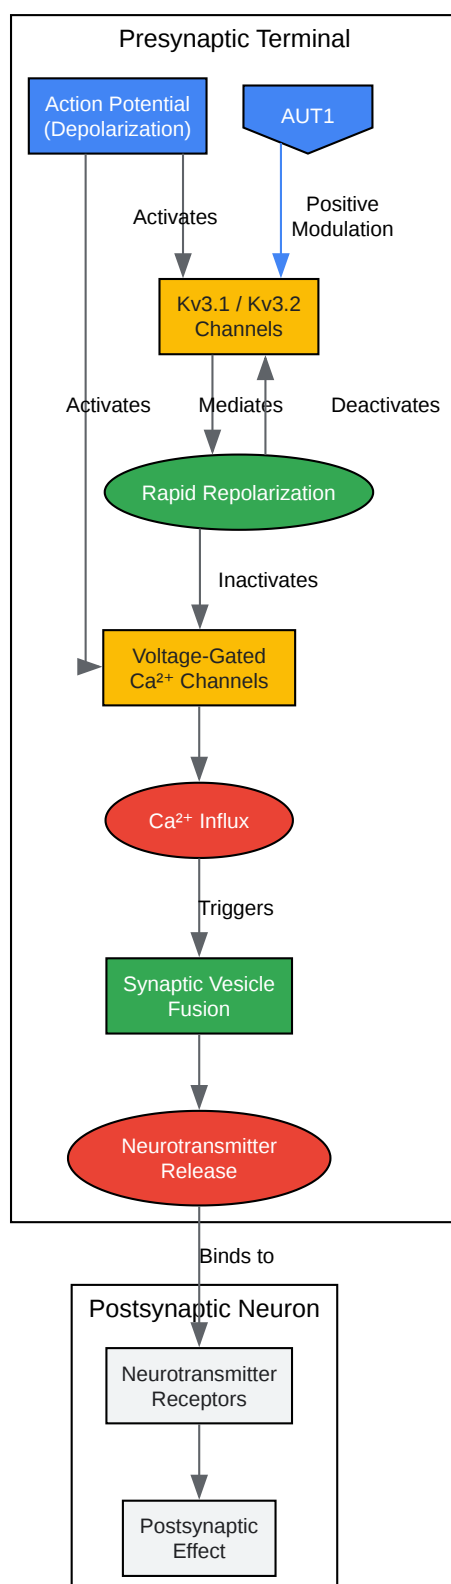 Presynaptic Terminal
Action Potential
(Depolarization)
AUT1
Activates
Positive
Modulation
Kv3.1 / Kv3.2
Channels
Activates
Mediates
Deactivates
Rapid Repolarization
Inactivates
Voltage-Gated
Ca²⁺ Channels
Ca²⁺ Influx
Triggers
Synaptic Vesicle
Fusion
Neurotransmitter
Release
Binds to
Postsynaptic Neuron
Neurotransmitter
Receptors
Postsynaptic
Effect